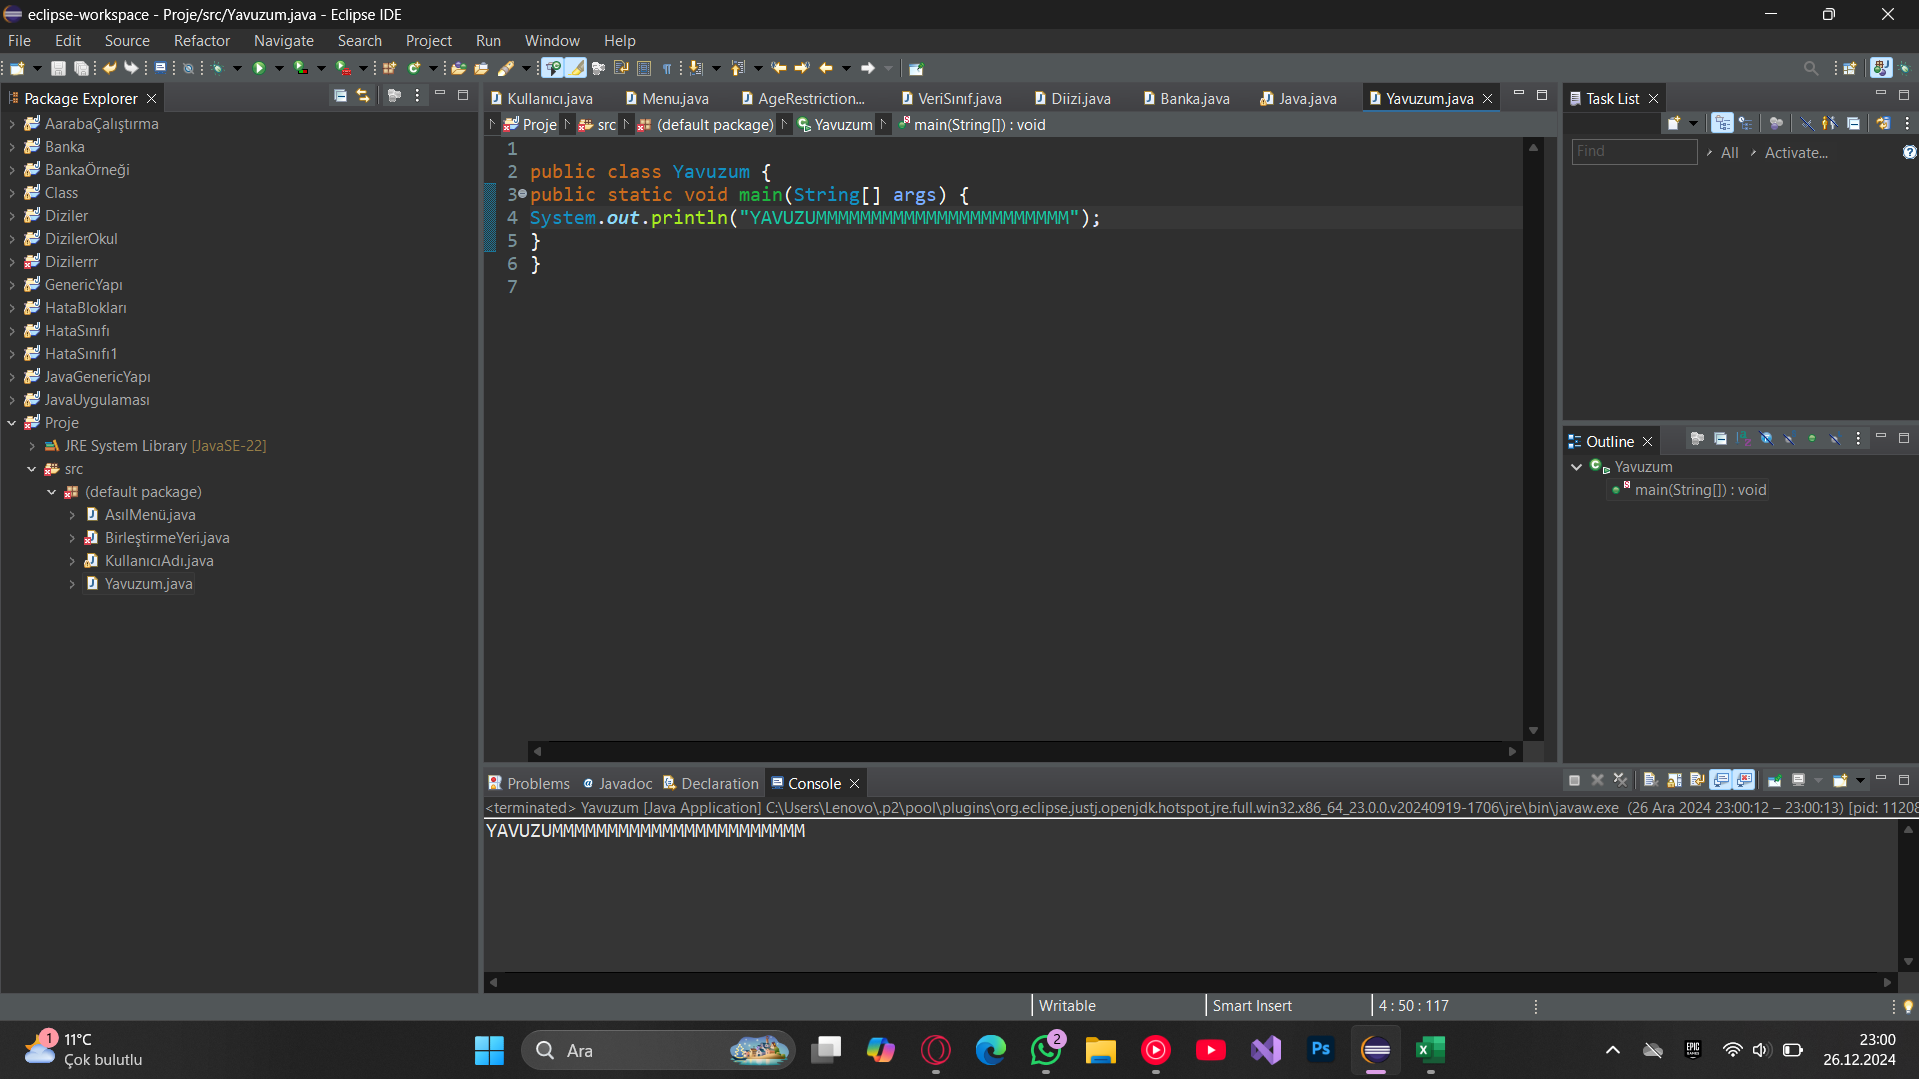 eclipse-workspace - Proje/src/Yavuzum.java - Eclipse IDE
File Edit Source Refactor Navigate Search Project Run Window Help
Package Explorer
AarabaÇalıştırma
Banka
BankaÖrneği
Class
Diziler
DizilerOkul
Dizilerrr
GenericYapı
HataBlokları
HataSınıfı
HataSınıfı1
JavaGenericYapı
JavaUygulaması
Proje
JRE System Library [JavaSE-22]
src
(default package)
AsılMenü.java
BirleştirmeYeri.java
KullanıcıAdı.java
Yavuzum.java
Kullanıcı.java Menu.java AgeRestriction... VeriSınıf.java Diizi.java Banka.java Java.java Yavuzum.java
Proje src (default package) Yavuzum main(String[]) : void
1
2 public class Yavuzum {
3 public static void main(String[] args) {
4 System.out.println("YAVUZUMMMMMMMMMMMMMMMMMMMMMMM");
5 }
6 }
7
Task List
Find All Activate...
Outline
Yavuzum
main(String[]) : void
Problems Javadoc Declaration Console
<terminated> Yavuzum [Java Application] C:\Users\Lenovo\.p2\pool\plugins\org.eclipse.justj.openjdk.hotspot.jre.full.win32.x86_64_23.0.0.v20240919-1706\jre\bin\javaw.exe (26 Ara 2024 23:00:12 – 23:00:13) [pid: 11208
YAVUZUMMMMMMMMMMMMMMMMMMMMMMM
Writable Smart Insert 4 : 50 : 117
1
11°C
Çok bulutlu
Ara
2
Ps
EPIC GAMES
23:00
26.12.2024